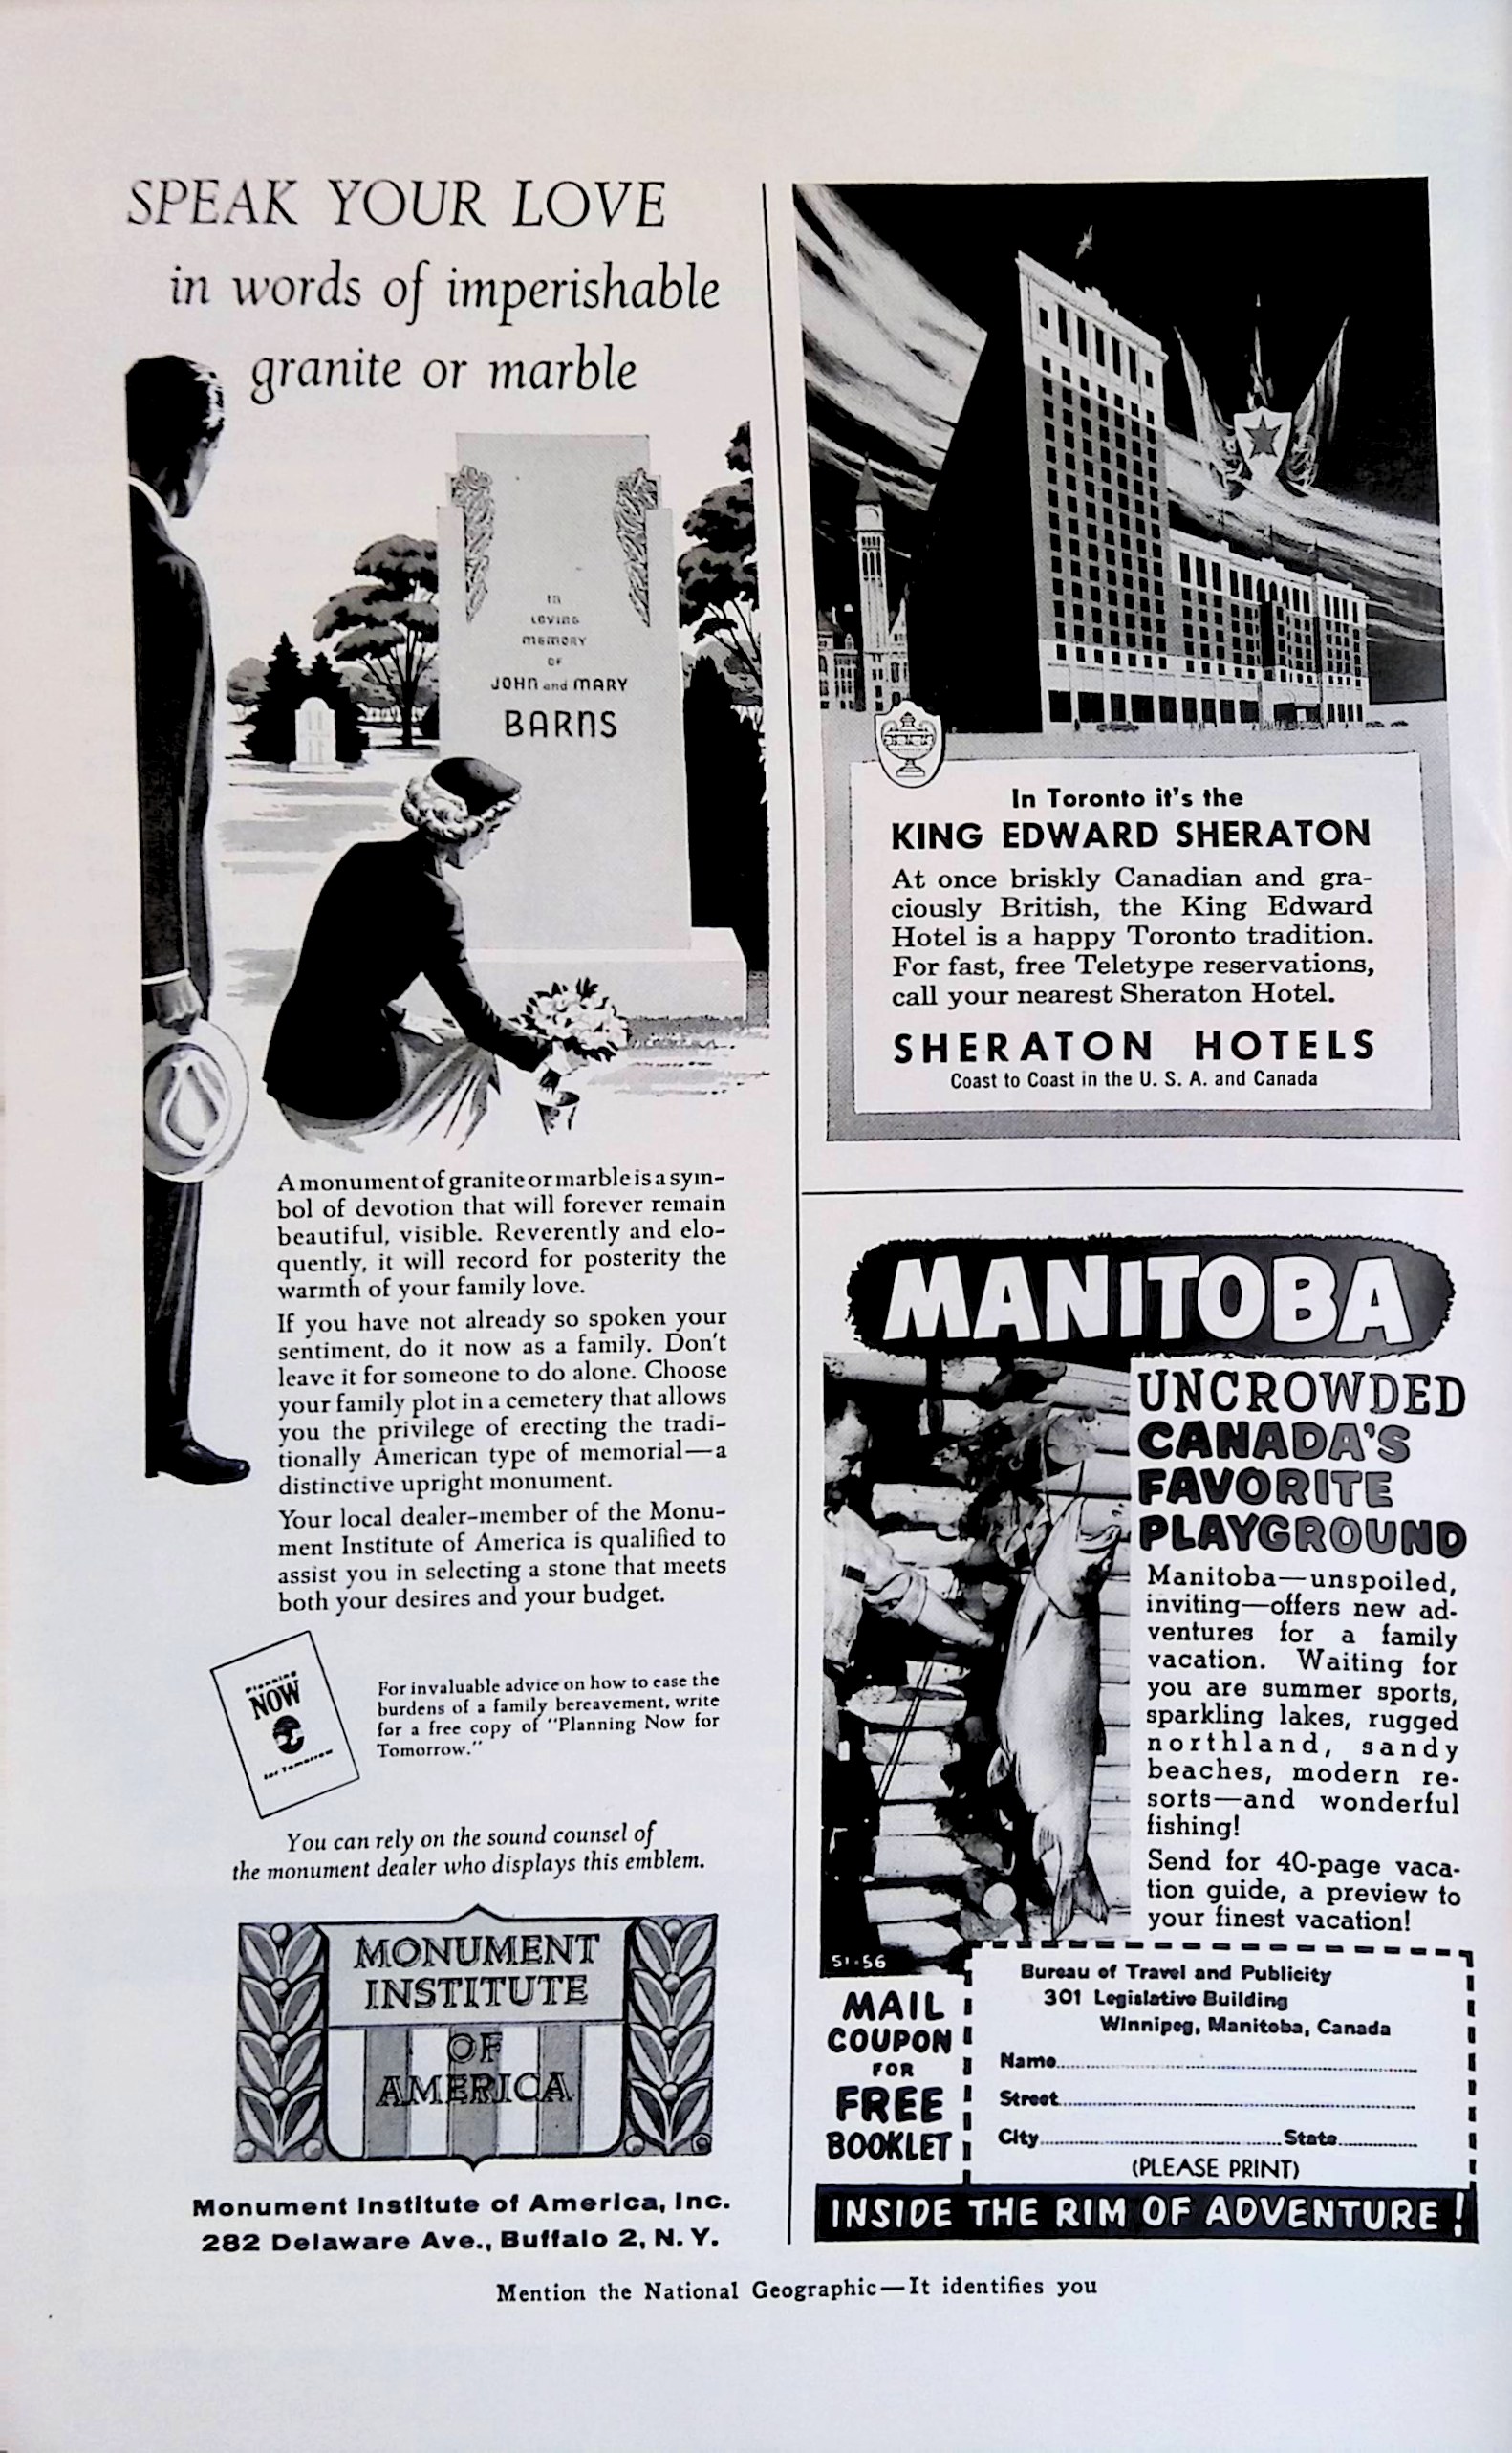 SPEAK YOUR LOVE
in words of imperishable
granite or marble
In
LOVING
MEMORY
OF
JOHN and MARY
BARNS
A monument of granite or marble is a sym-
bol of devotion that will forever remain
beautiful, visible. Reverently and elo-
quently, it will record for posterity the
warmth of your family love.
If you have not already so spoken your
sentiment, do it now as a family. Don't
leave it for someone to do alone. Choose
your family plot in a cemetery that allows
you the privilege of erecting the tradi-
tionally American type of memorial—a
distinctive upright monument.
Your local dealer-member of the Monu-
ment Institute of America is qualified to
assist you in selecting a stone that meets
both your desires and your budget.
Planning
NOW
for Tomorrow
For invaluable advice on how to ease the
burdens of a family bereavement, write
for a free copy of "Planning Now for
Tomorrow."
You can rely on the sound counsel of
the monument dealer who displays this emblem.
MONUMENT
INSTITUTE
OF
AMERICA
Monument Institute of America, Inc.
282 Delaware Ave., Buffalo 2, N. Y.
In Toronto it's the
KING EDWARD SHERATON
At once briskly Canadian and gra-
ciously British, the King Edward
Hotel is a happy Toronto tradition.
For fast, free Teletype reservations,
call your nearest Sheraton Hotel.
SHERATON HOTELS
Coast to Coast in the U. S. A. and Canada
MANITOBA
UNCROWDED
CANADA'S
FAVORITE
PLAYGROUND
Manitoba—unspoiled,
inviting—offers new ad-
ventures for a family
vacation. Waiting for
you are summer sports,
sparkling lakes, rugged
northland, sandy
beaches, modern re-
sorts—and wonderful
fishing!
Send for 40-page vaca-
tion guide, a preview to
your finest vacation!
51-56
MAIL
COUPON
FOR
FREE
BOOKLET
Bureau of Travel and Publicity
301 Legislative Building
Winnipeg, Manitoba, Canada
Name
Street
City State
(PLEASE PRINT)
INSIDE THE RIM OF ADVENTURE!
Mention the National Geographic—It identifies you